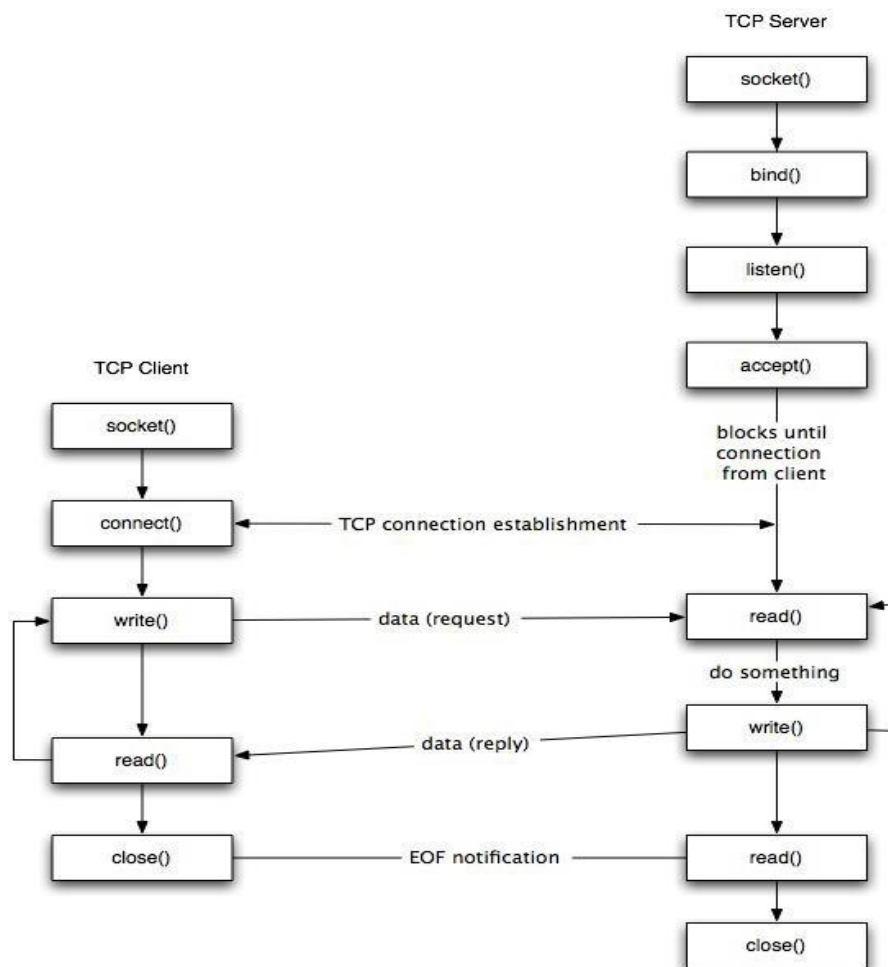 TCP Server
socket()
bind()
listen()
accept()
TCP Client
blocks until
connection
from client
socket()
connect()
TCP connection establishment
write()
data (request)
read()
do something
write()
data (reply)
read()
close()
EOF notification
read()
close()